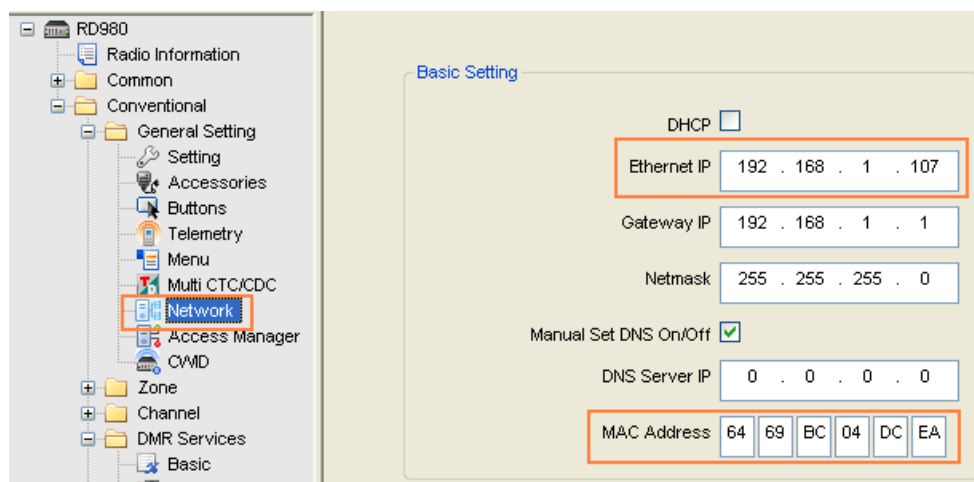 RD980
Radio Information
Common
Conventional
General Setting
Setting
Accessories
Buttons
Telemetry
Menu
Multi CTC/CDC
Network
Access Manager
CWID
Zone
Channel
DMR Services
Basic
Basic Setting
DHCP
Ethernet IP 192 . 168 . 1 . 107
Gateway IP 192 . 168 . 1 . 1
Netmask 255 . 255 . 255 . 0
Manual Set DNS On/Off
DNS Server IP 0 . 0 . 0 . 0
MAC Address 64 69 BC 04 DC EA